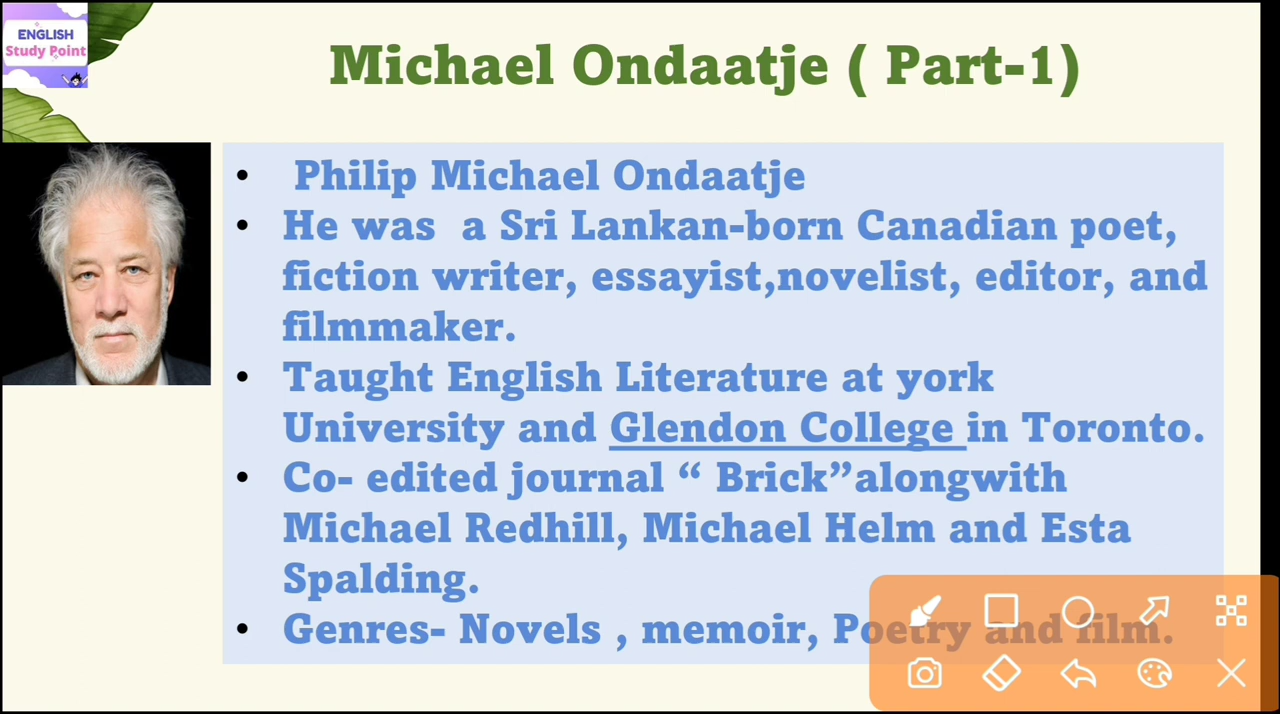 ENGLISH
Study Point
Michael Ondaatje ( Part-1)
• Philip Michael Ondaatje
• He was a Sri Lankan-born Canadian poet,
fiction writer, essayist,novelist, editor, and
filmmaker.
• Taught English Literature at york
University and Glendon College in Toronto.
• Co- edited journal “ Brick”alongwith
Michael Redhill, Michael Helm and Esta
Spalding.
• Genres- Novels , memoir, Poetry and film.